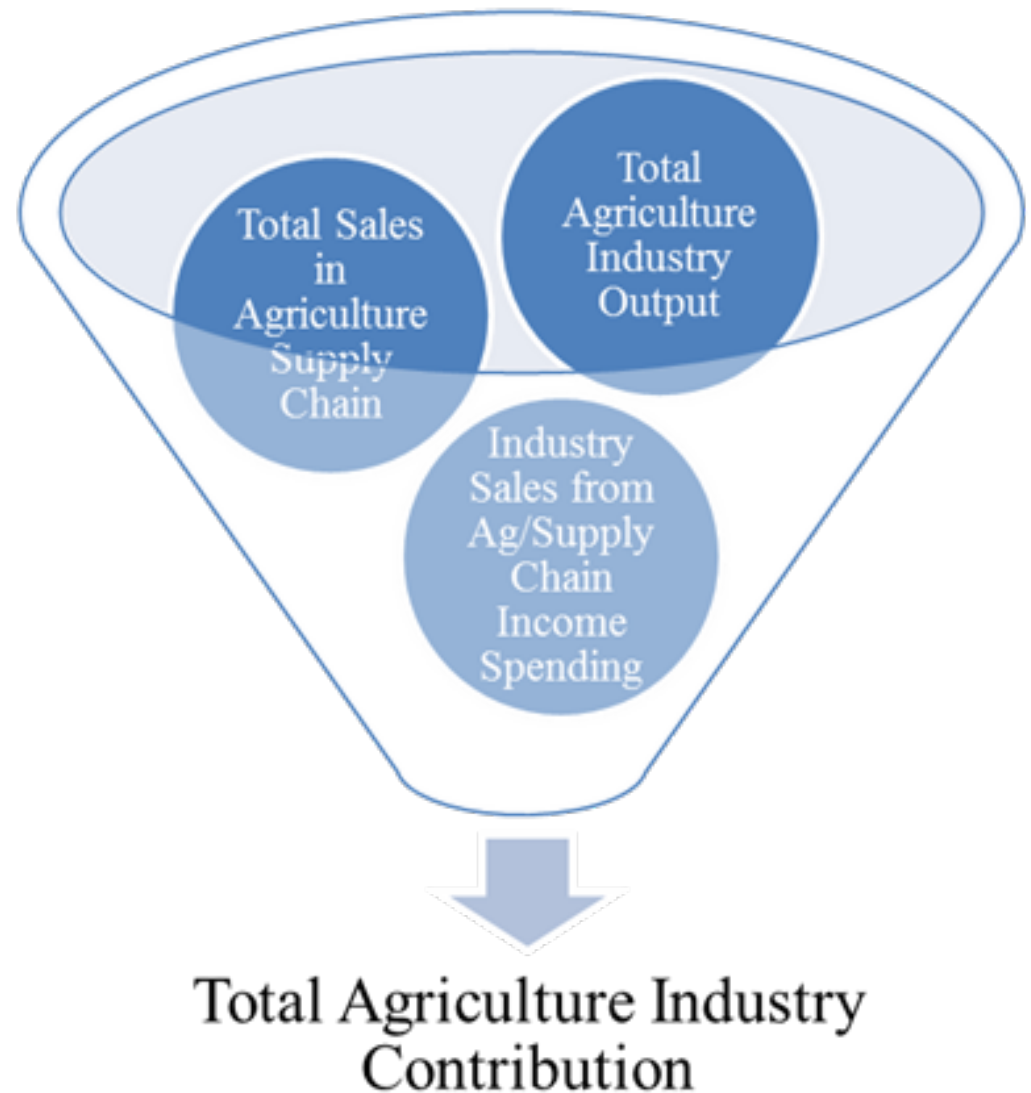 Total Sales
in
Agriculture
Supply
Chain
Total
Agriculture
Industry
Output
Industry
Sales from
Ag/Supply
Chain
Income
Spending
Total Agriculture Industry
Contribution